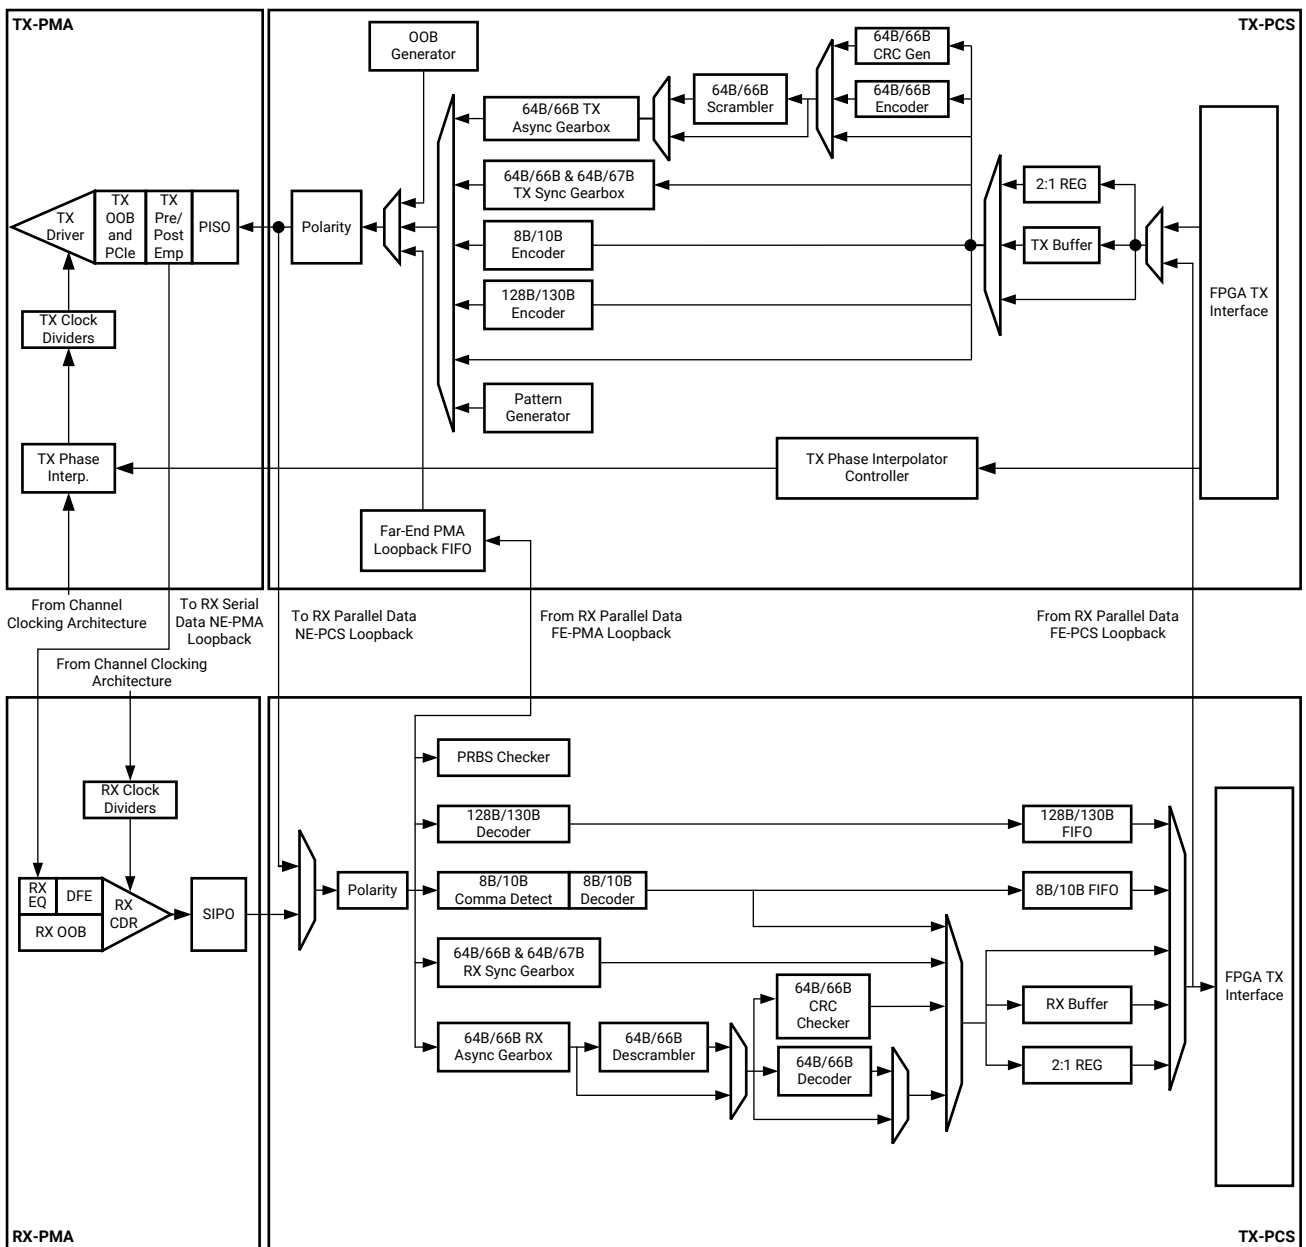 TX-PMA
TX-PCS
OOB
Generator
64B/66B
CRC Gen
64B/66B
Scrambler
64B/66B
Encoder
64B/66B TX
Async Gearbox
64B/66B & 64B/67B
TX Sync Gearbox
2:1 REG
TX
Driver
TX
OOB
and
PCIe
TX
Pre/
Post
Emp
PISO
Polarity
8B/10B
Encoder
TX Buffer
FPGA TX
Interface
128B/130B
Encoder
TX Clock
Dividers
Pattern
Generator
TX Phase
Interp.
TX Phase Interpolator
Controller
Far-End PMA
Loopback FIFO
From Channel
Clocking Architecture
To RX Serial
Data NE-PMA
Loopback
To RX Parallel Data
NE-PCS Loopback
From RX Parallel Data
FE-PMA Loopback
From RX Parallel Data
FE-PCS Loopback
From Channel Clocking
Architecture
PRBS Checker
RX Clock
Dividers
128B/130B
Decoder
128B/130B
FIFO
RX
EQ
DFE
RX OOB
RX
CDR
SIPO
Polarity
8B/10B
Comma Detect
8B/10B
Decoder
8B/10B FIFO
64B/66B & 64B/67B
RX Sync Gearbox
64B/66B
CRC
Checker
RX Buffer
FPGA TX
Interface
64B/66B RX
Async Gearbox
64B/66B
Descrambler
64B/66B
Decoder
2:1 REG
RX-PMA
TX-PCS